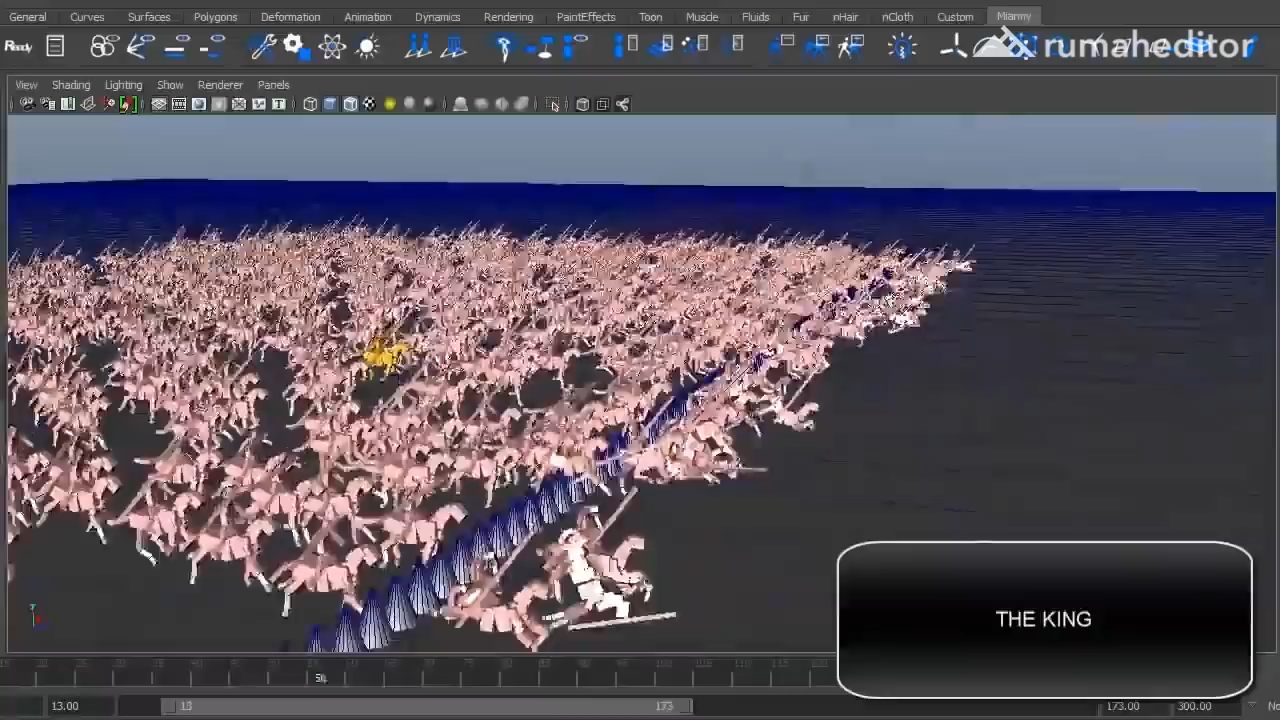 General Curves Surfaces Polygons Deformation Animation Dynamics Rendering PaintEffects Toon Muscle Fluids Fur nHair nCloth Custom Miarmy
Ready
rumaheditor
View Shading Lighting Show Renderer Panels
THE KING
13.00 13 173 173.00 300.00